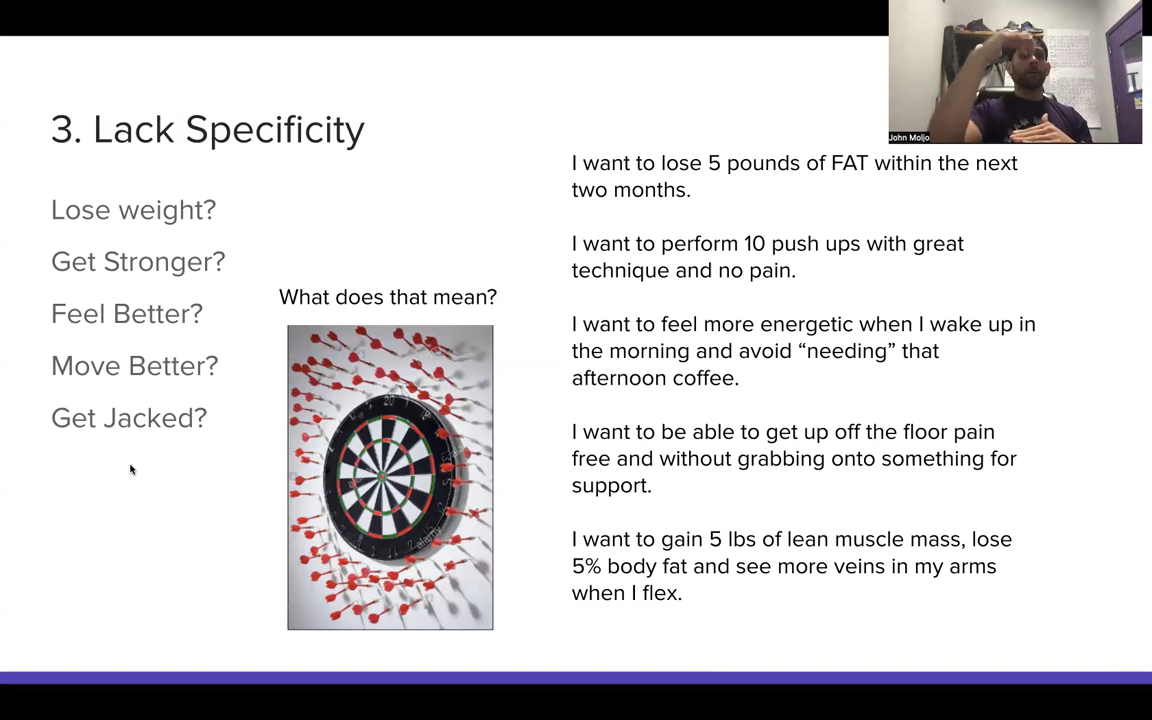 3. Lack Specificity
Lose weight?
Get Stronger?
Feel Better?
Move Better?
Get Jacked?
What does that mean?
20
alamy
John Moljo
I want to lose 5 pounds of FAT within the next
two months.
I want to perform 10 push ups with great
technique and no pain.
I want to feel more energetic when I wake up in
the morning and avoid “needing” that
afternoon coffee.
I want to be able to get up off the floor pain
free and without grabbing onto something for
support.
I want to gain 5 lbs of lean muscle mass, lose
5% body fat and see more veins in my arms
when I flex.